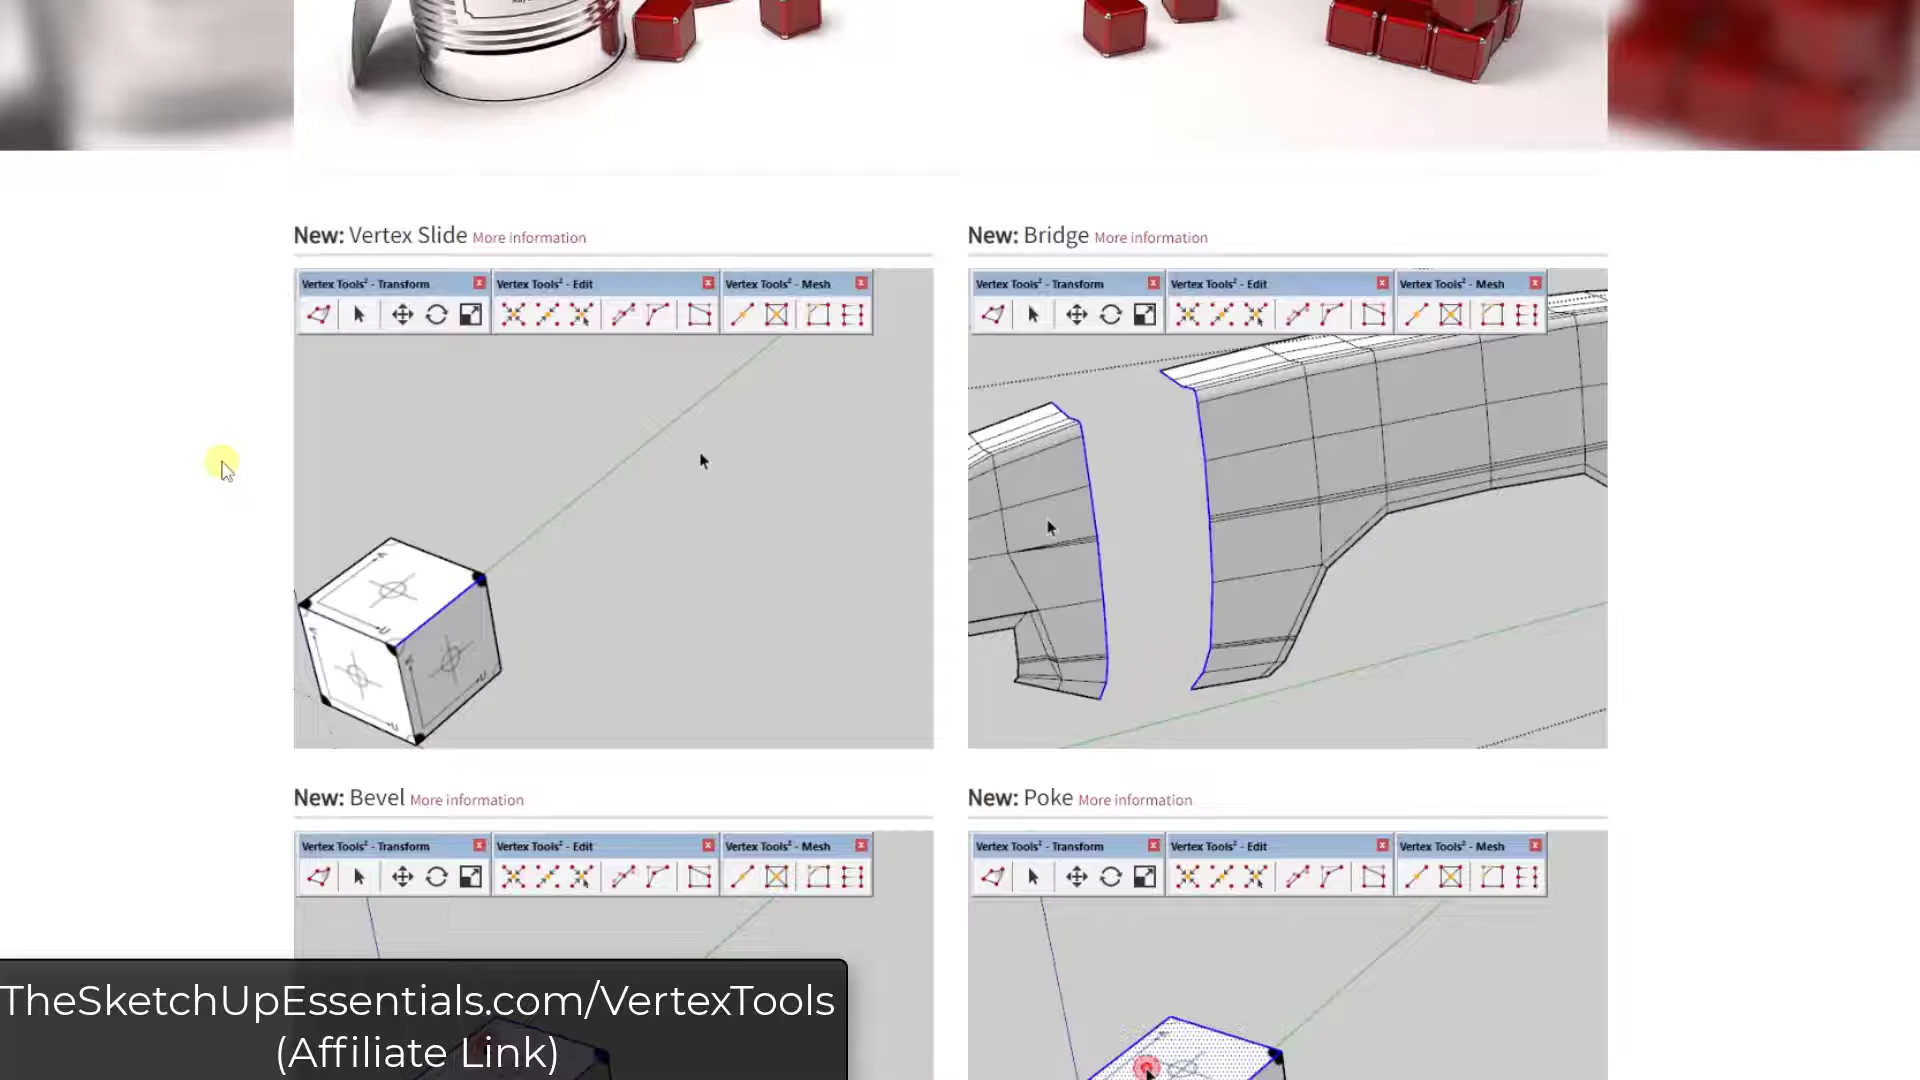 New: Vertex Slide More information
New: Bridge More information
Vertex Tools² - Transform
Vertex Tools² - Edit
Vertex Tools² - Mesh
Vertex Tools² - Transform
Vertex Tools² - Edit
Vertex Tools² - Mesh
New: Bevel More information
New: Poke More information
Vertex Tools² - Transform
Vertex Tools² - Edit
Vertex Tools² - Mesh
Vertex Tools² - Transform
Vertex Tools² - Edit
Vertex Tools² - Mesh
TheSketchUpEssentials.com/VertexTools
(Affiliate Link)